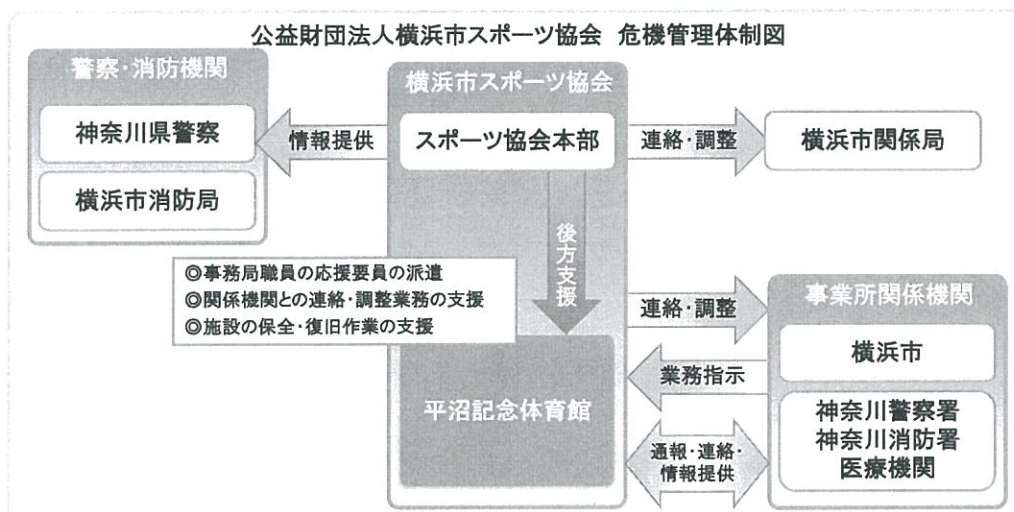 公益財団法人横浜市スポーツ協会 危機管理体制図
警察・消防機関
神奈川県警察
横浜市消防局
情報提供
横浜市スポーツ協会
スポーツ協会本部
連絡・調整
横浜市関係局
後方支援
◎事務局職員の応援要員の派遣
◎関係機関との連絡・調整業務の支援
◎施設の保全・復旧作業の支援
平沼記念体育館
連絡・調整
業務指示
通報・連絡・
情報提供
事業所関係機関
横浜市
神奈川警察署
神奈川消防署
医療機関